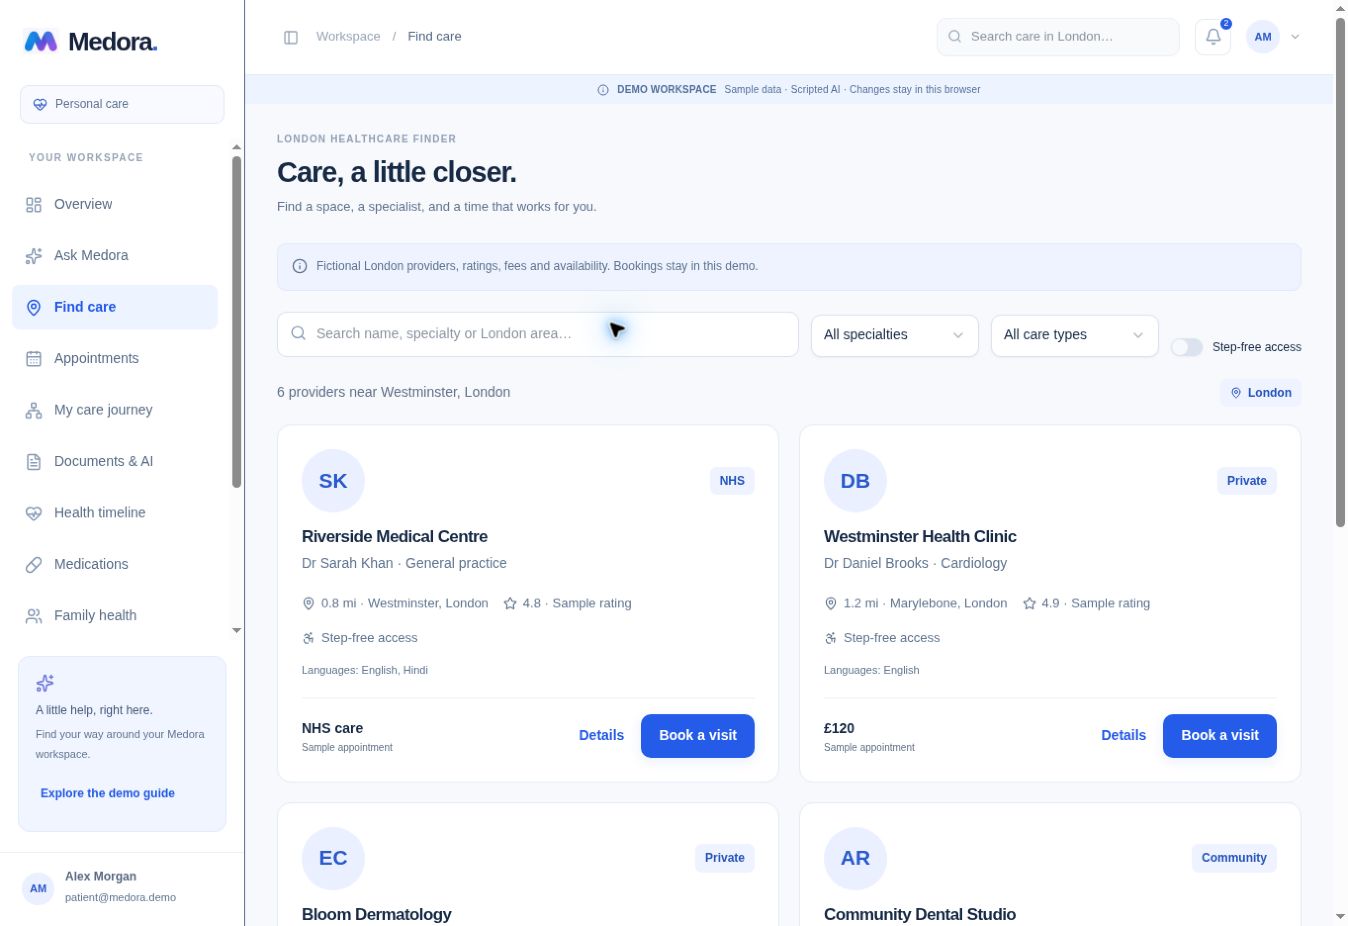 Medora.
Personal care
YOUR WORKSPACE
Overview
Ask Medora
Find care
Appointments
My care journey
Documents & AI
Health timeline
Medications
Family health
A little help, right here.
Find your way around your Medora
workspace.
Explore the demo guide
AM
Alex Morgan
patient@medora.demo
Workspace / Find care
Search care in London…
2
AM
DEMO WORKSPACE Sample data · Scripted AI · Changes stay in this browser
LONDON HEALTHCARE FINDER
Care, a little closer.
Find a space, a specialist, and a time that works for you.
Fictional London providers, ratings, fees and availability. Bookings stay in this demo.
Search name, specialty or London area…
All specialties
All care types
Step-free access
6 providers near Westminster, London
London
SK
NHS
Riverside Medical Centre
Dr Sarah Khan · General practice
0.8 mi · Westminster, London
4.8 · Sample rating
Step-free access
Languages: English, Hindi
NHS care
Sample appointment
Details
Book a visit
DB
Private
Westminster Health Clinic
Dr Daniel Brooks · Cardiology
1.2 mi · Marylebone, London
4.9 · Sample rating
Step-free access
Languages: English
£120
Sample appointment
Details
Book a visit
EC
Private
Bloom Dermatology
AR
Community
Community Dental Studio